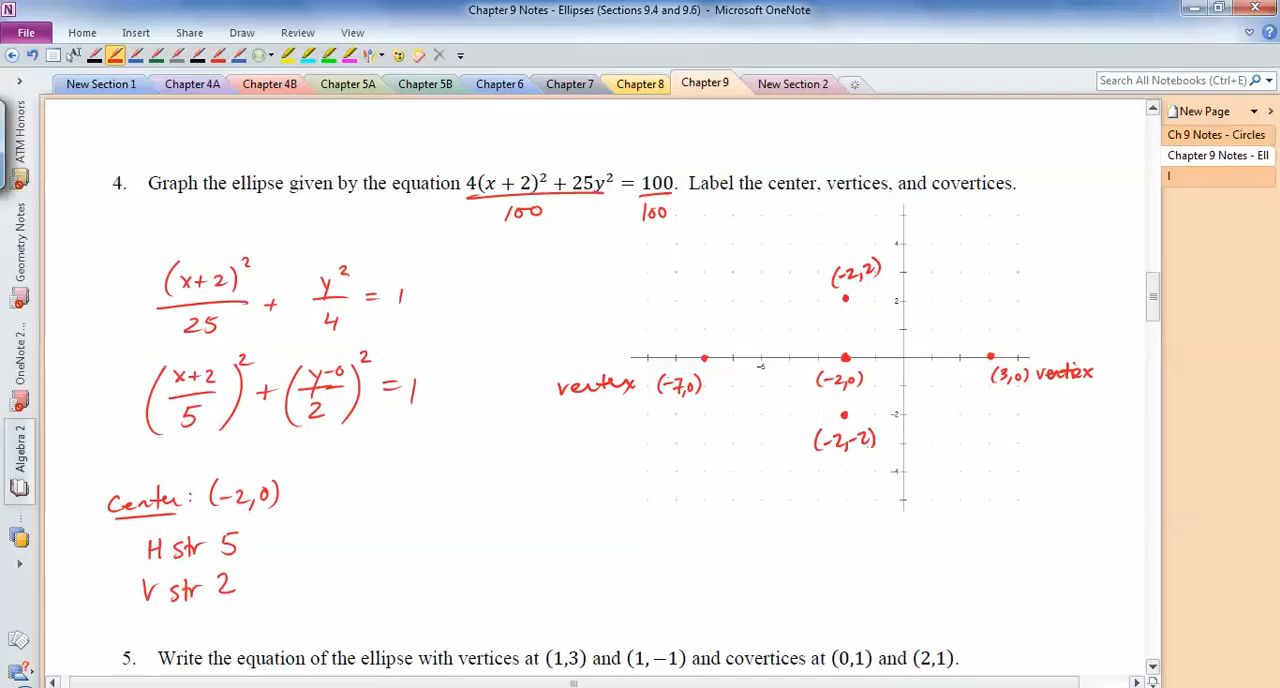 Chapter 9 Notes - Ellipses (Sections 9.4 and 9.6) - Microsoft OneNote
File Home Insert Share Draw Review View
New Section 1 Chapter 4A Chapter 4B Chapter 5A Chapter 5B Chapter 6 Chapter 7 Chapter 8 Chapter 9 New Section 2
Search All Notebooks (Ctrl+E)
New Page
Ch 9 Notes - Circles
Chapter 9 Notes - Ell
I
ATM Honors
Geometry Notes
OneNote 2...
Algebra 2
4. Graph the ellipse given by the equation 4(x + 2)² + 25y² = 100. Label the center, vertices, and covertices.
100 100
(x+2)²/25 + y²/4 = 1
((x+2)/5)² + ((y-0)/2)² = 1
Center: (-2,0)
H str 5
V str 2
4
(-2,2)
2
-5
vertex (-7,0) (-2,0) (3,0) vertex
-2
(-2,-2)
-4
5. Write the equation of the ellipse with vertices at (1,3) and (1, −1) and covertices at (0,1) and (2,1).